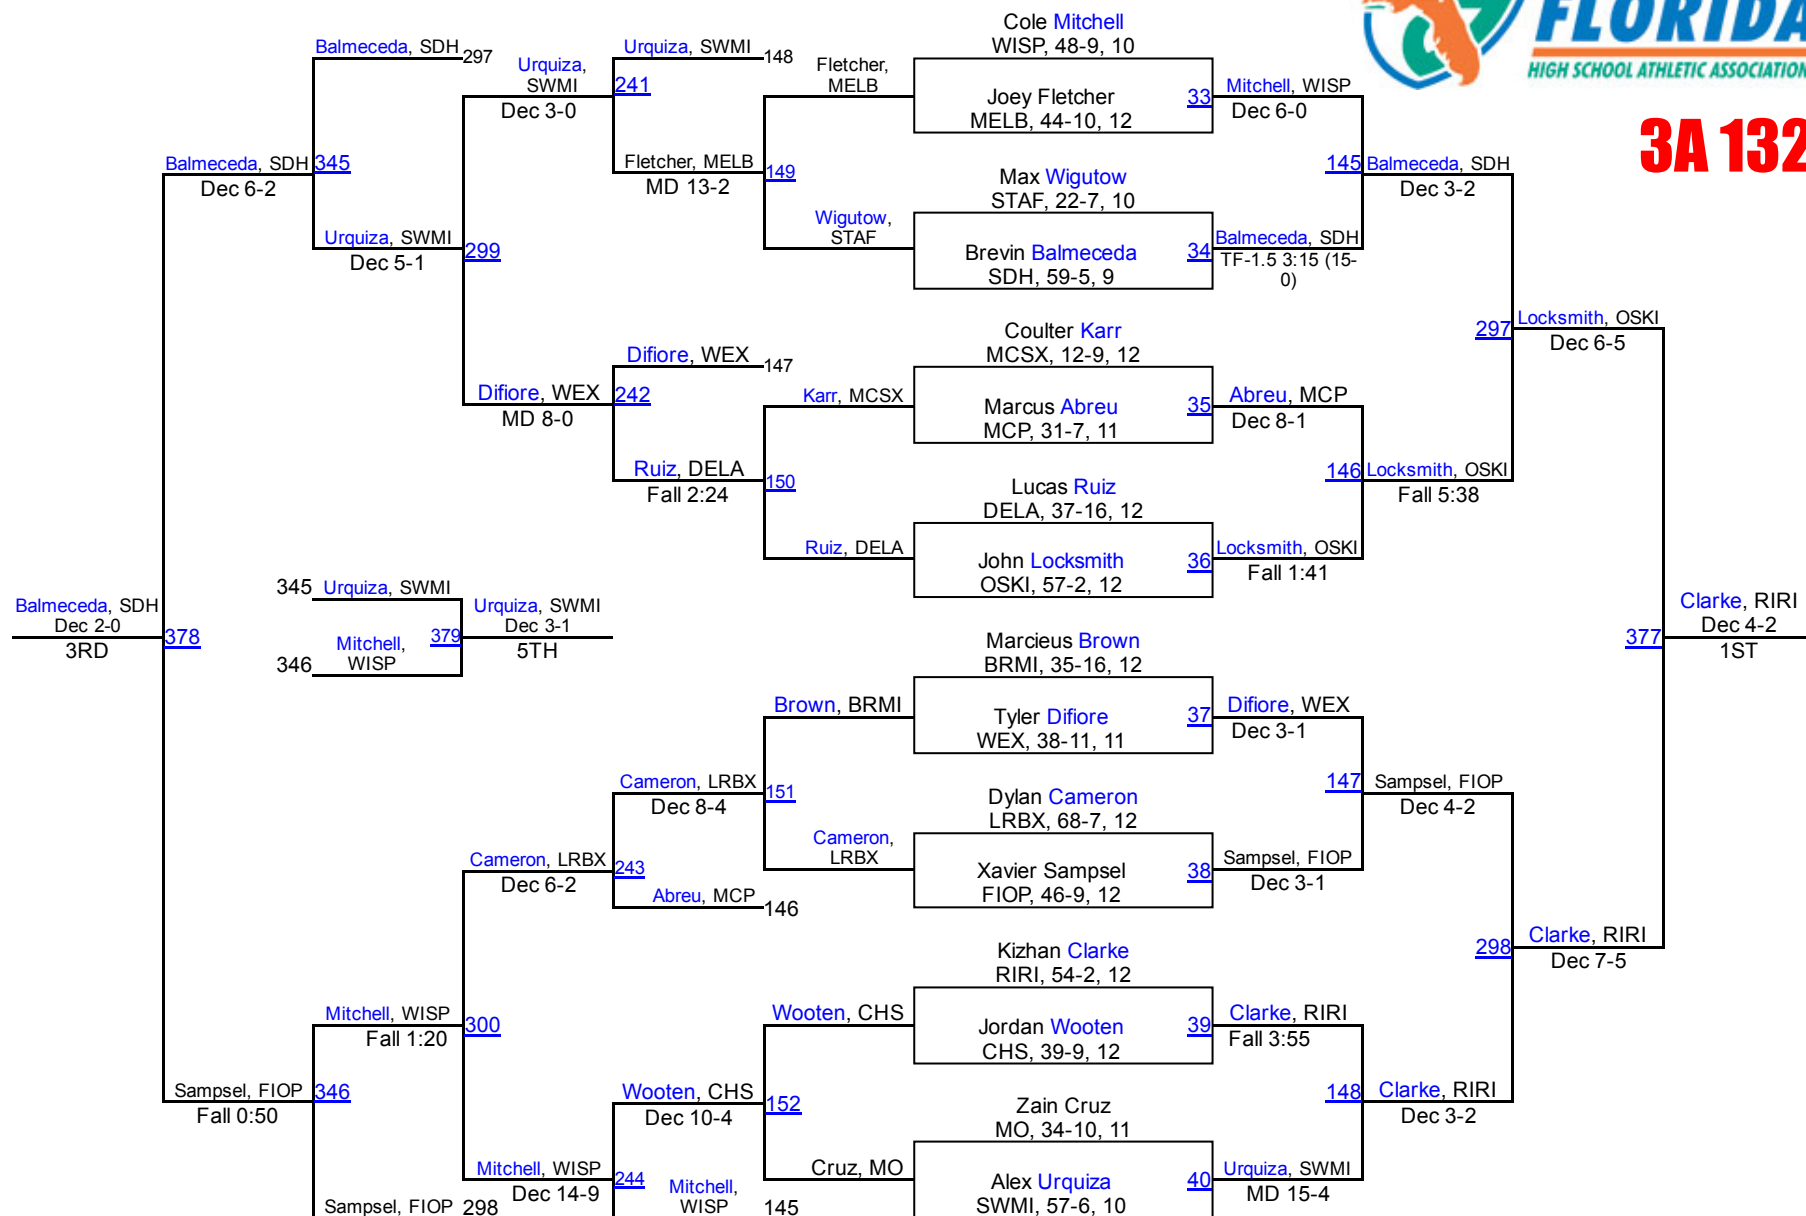 FLORIDA
HIGH SCHOOL ATHLETIC ASSOCIATION
3A 132
Cole Mitchell
WISP, 48-9, 10
Joey Fletcher
MELB, 44-10, 12
33
Max Wigutow
STAF, 22-7, 10
Brevin Balmeceda
SDH, 59-5, 9
34
Coulter Karr
MCSX, 12-9, 12
Marcus Abreu
MCP, 31-7, 11
35
Lucas Ruiz
DELA, 37-16, 12
John Locksmith
OSKI, 57-2, 12
36
Marcieus Brown
BRMI, 35-16, 12
Tyler Difiore
WEX, 38-11, 11
37
Dylan Cameron
LRBX, 68-7, 12
Xavier Sampsel
FIOP, 46-9, 12
38
Kizhan Clarke
RIRI, 54-2, 12
Jordan Wooten
CHS, 39-9, 12
39
Zain Cruz
MO, 34-10, 11
Alex Urquiza
SWMI, 57-6, 10
40
Mitchell, WISP
Dec 6-0
145
Balmeceda, SDH
TF-1.5 3:15 (15-
0)
Abreu, MCP
Dec 8-1
146
Locksmith, OSKI
Fall 1:41
Difiore, WEX
Dec 3-1
147
Sampsel, FIOP
Dec 3-1
Clarke, RIRI
Fall 3:55
148
Urquiza, SWMI
MD 15-4
Balmeceda, SDH
Dec 3-2
297
Locksmith, OSKI
Fall 5:38
Sampsel, FIOP
Dec 4-2
298
Clarke, RIRI
Dec 3-2
Locksmith, OSKI
Dec 6-5
377
Clarke, RIRI
Dec 7-5
Clarke, RIRI
Dec 4-2
1ST
Fletcher,
MELB
149
Wigutow,
STAF
Karr, MCSX
150
Ruiz, DELA
Brown, BRMI
151
Cameron,
LRBX
Wooten, CHS
152
Cruz, MO
Urquiza, SWMI
148
241
Fletcher, MELB
MD 13-2
Difiore, WEX
147
242
Ruiz, DELA
Fall 2:24
Cameron, LRBX
Dec 8-4
243
Abreu, MCP
146
Wooten, CHS
Dec 10-4
244
Mitchell,
WISP
145
Urquiza,
SWMI
Dec 3-0
299
Difiore, WEX
MD 8-0
Cameron, LRBX
Dec 6-2
300
Mitchell, WISP
Dec 14-9
Balmeceda, SDH
297
345
Urquiza, SWMI
Dec 5-1
Mitchell, WISP
Fall 1:20
346
Sampsel, FIOP
298
Balmeceda, SDH
Dec 6-2
378
Sampsel, FIOP
Fall 0:50
Balmeceda, SDH
Dec 2-0
3RD
345
Urquiza, SWMI
379
346
Mitchell,
WISP
Urquiza, SWMI
Dec 3-1
5TH